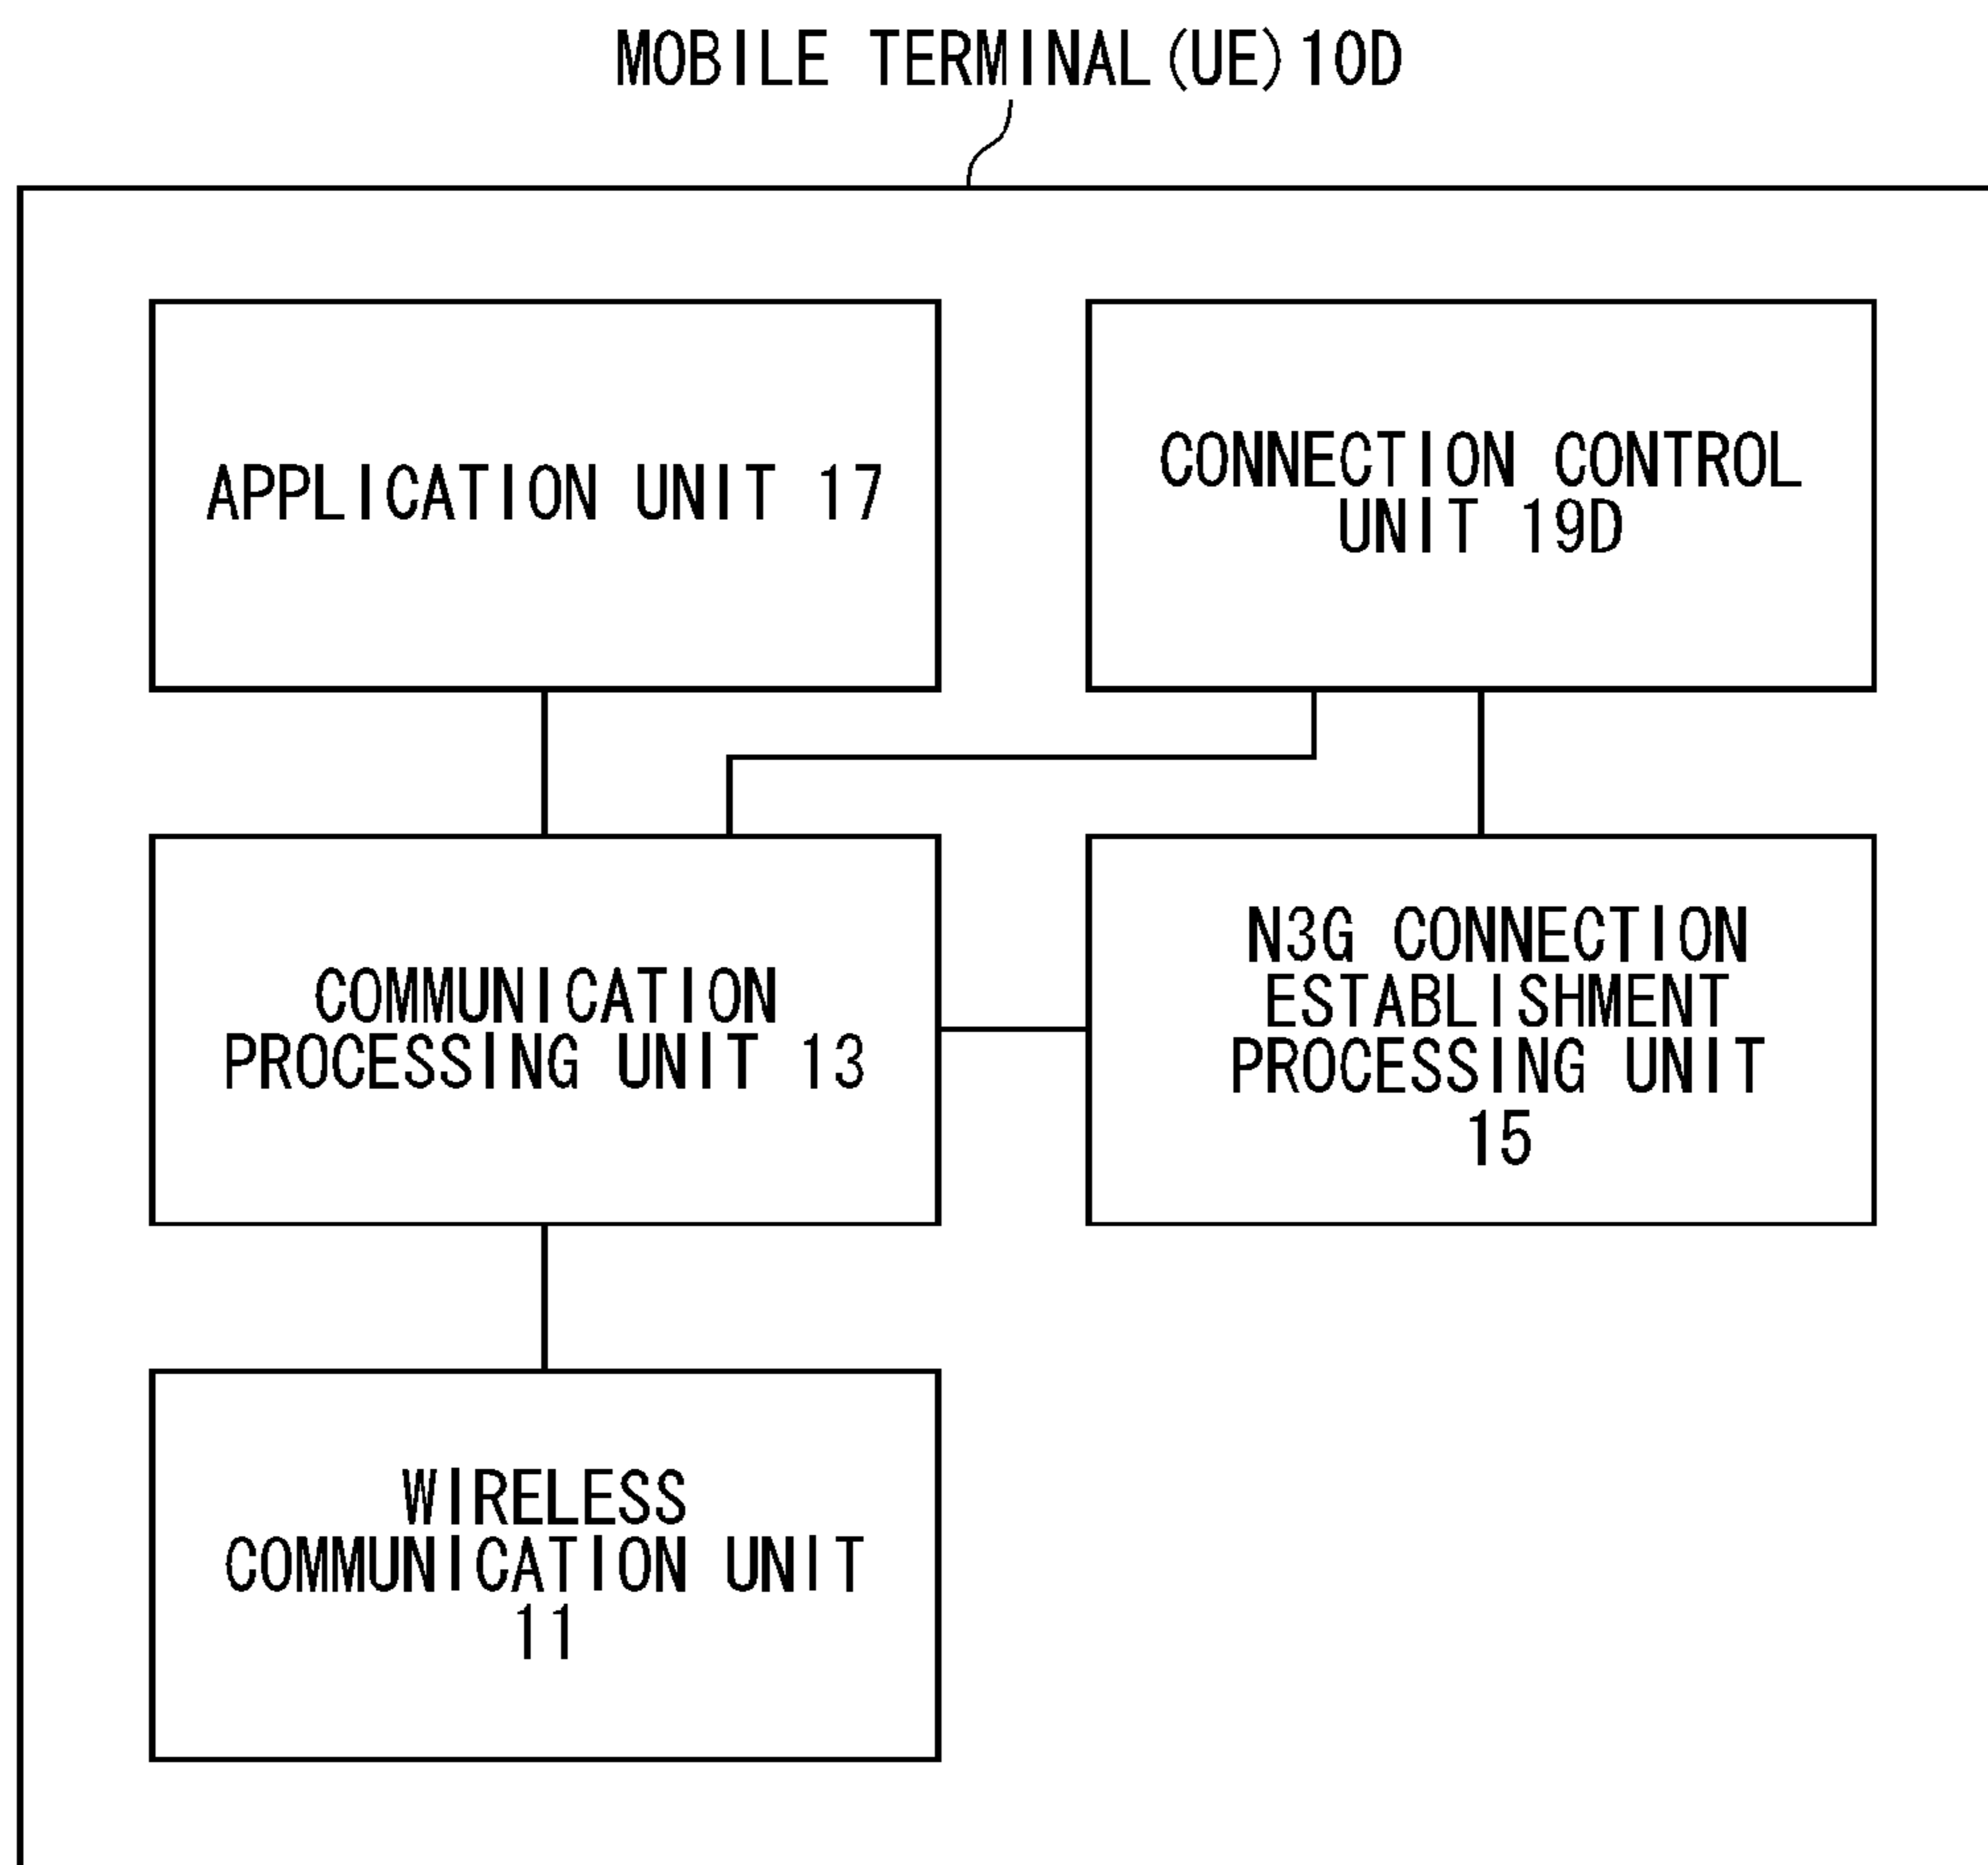 MOBILE TERMINAL(UE)10D
APPLICATION UNIT 17
CONNECTION CONTROL
UNIT 19D
COMMUNICATION
PROCESSING UNIT 13
N3G CONNECTION
ESTABLISHMENT
PROCESSING UNIT
15
WIRELESS
COMMUNICATION UNIT
11